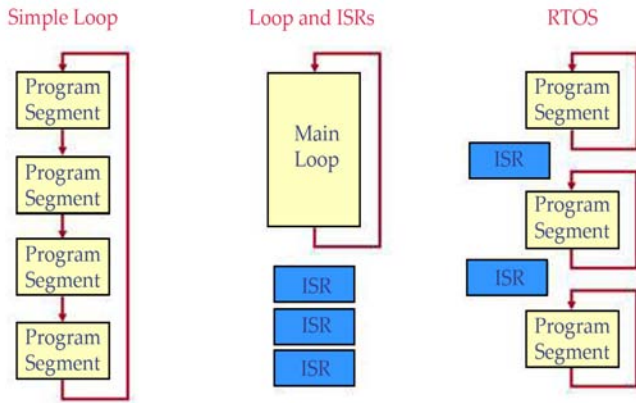 Simple Loop
Program
Segment
Program
Segment
Program
Segment
Program
Segment
Loop and ISRs
Main
Loop
ISR
ISR
ISR
RTOS
Program
Segment
ISR
Program
Segment
ISR
Program
Segment